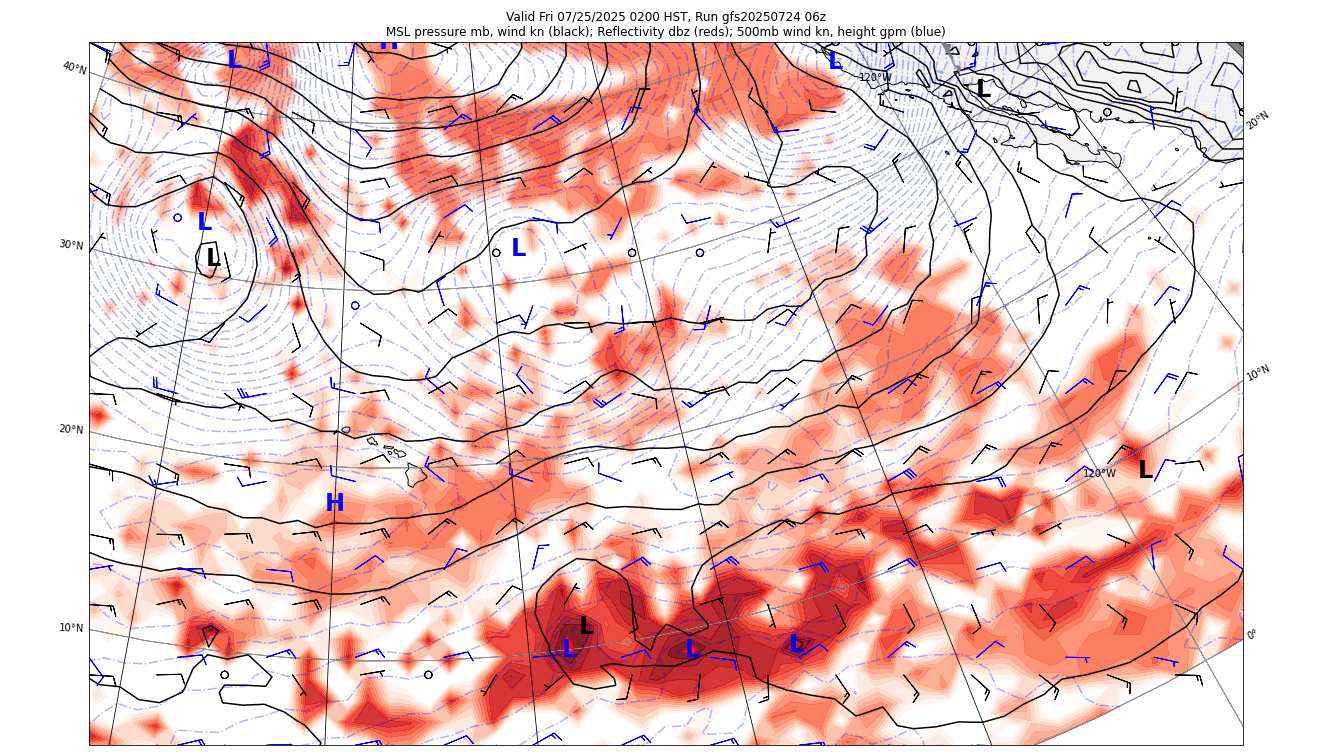 Valid Fri 07/25/2025 0200 HST, Run gfs20250724 06z
MSL pressure mb, wind kn (black); Reflectivity dbz (reds); 500mb wind kn, height gpm (blue)
H
L
L
40°N
120°W
L
20°N
L
30°N
L
L
10°N
20°N
L
120°W
H
10°N
L
0°
L
L
L